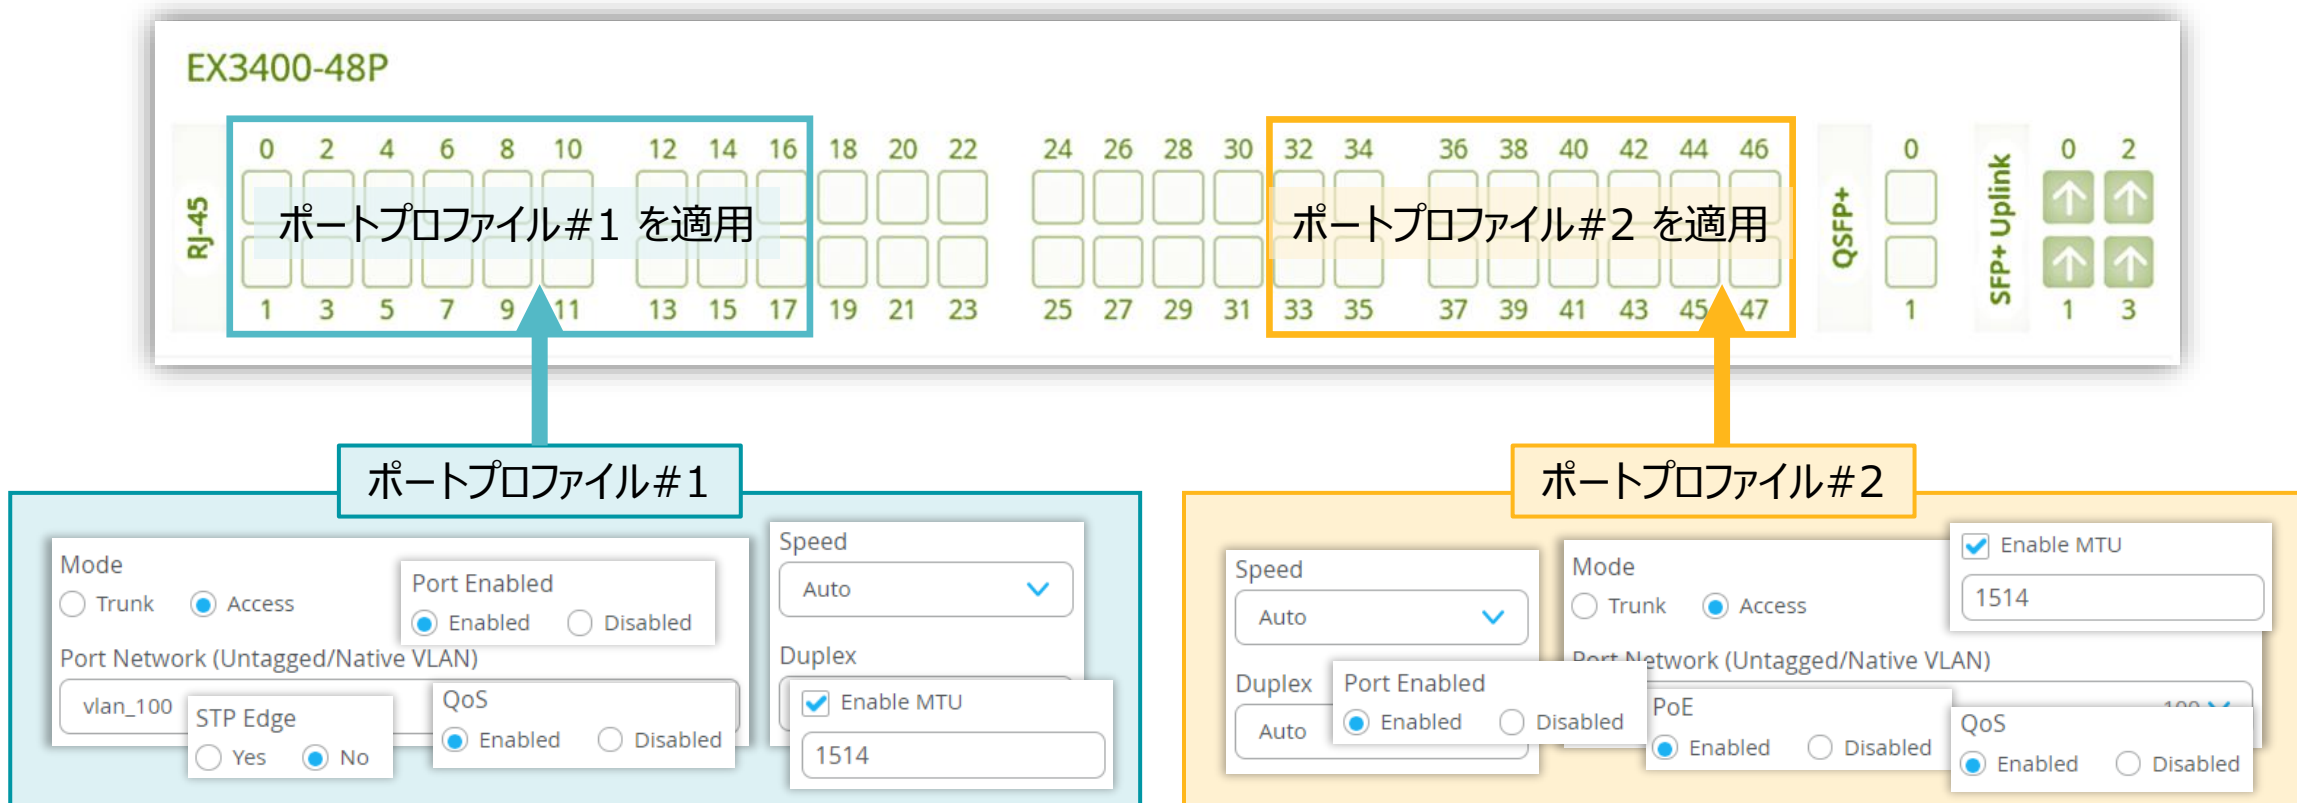 EX3400-48P
0 2 4 6 8 10 12 14 16 18 20 22 24 26 28 30 32 34 36 38 40 42 44 46 0 0 2
RJ-45
ポートプロファイル#1 を適用
ポートプロファイル#2 を適用
QSFP+
SFP+ Uplink
1 3 5 7 9 11 13 15 17 19 21 23 25 27 29 31 33 35 37 39 41 43 45 47 1 1 3
ポートプロファイル#1
Mode
Trunk Access
Port Enabled
Enabled Disabled
Port Network (Untagged/Native VLAN)
vlan_100
STP Edge
Yes No
QoS
Enabled Disabled
Speed
Auto
Duplex
Enable MTU
1514
ポートプロファイル#2
Speed
Auto
Duplex
Auto
Port Enabled
Enabled Disabled
Mode
Trunk Access
Port Network (Untagged/Native VLAN)
PoE
Enabled Disabled
Enable MTU
1514
QoS
Enabled Disabled